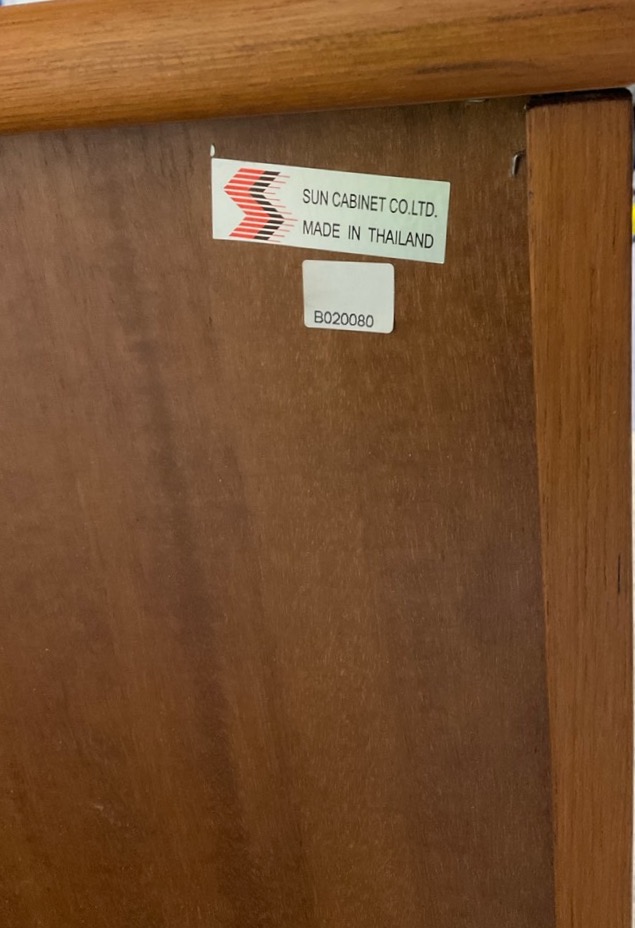 SUN CABINET CO.LTD.
MADE IN THAILAND
B020080